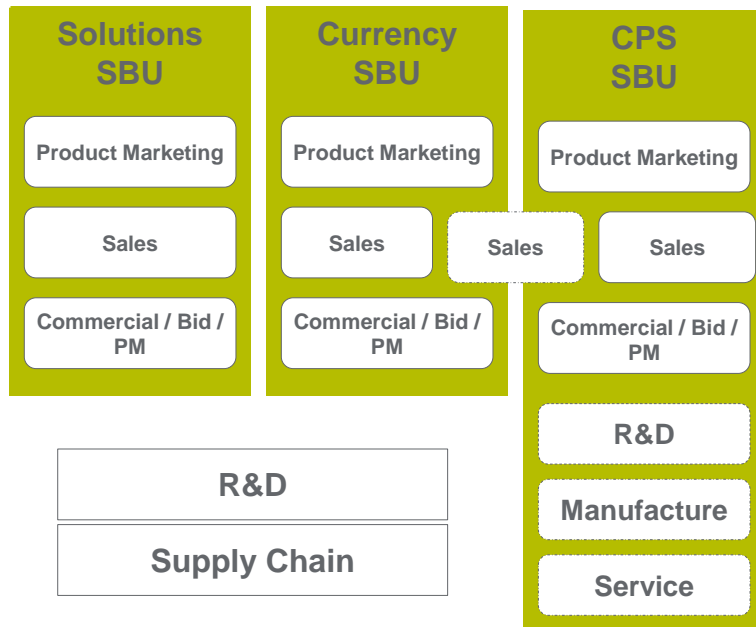 Solutions
SBU
Product Marketing
Sales
Commercial / Bid /
PM
Currency
SBU
Product Marketing
Sales
Sales
Commercial / Bid /
PM
CPS
SBU
Product Marketing
Sales
Commercial / Bid /
PM
R&D
Manufacture
Service
R&D
Supply Chain